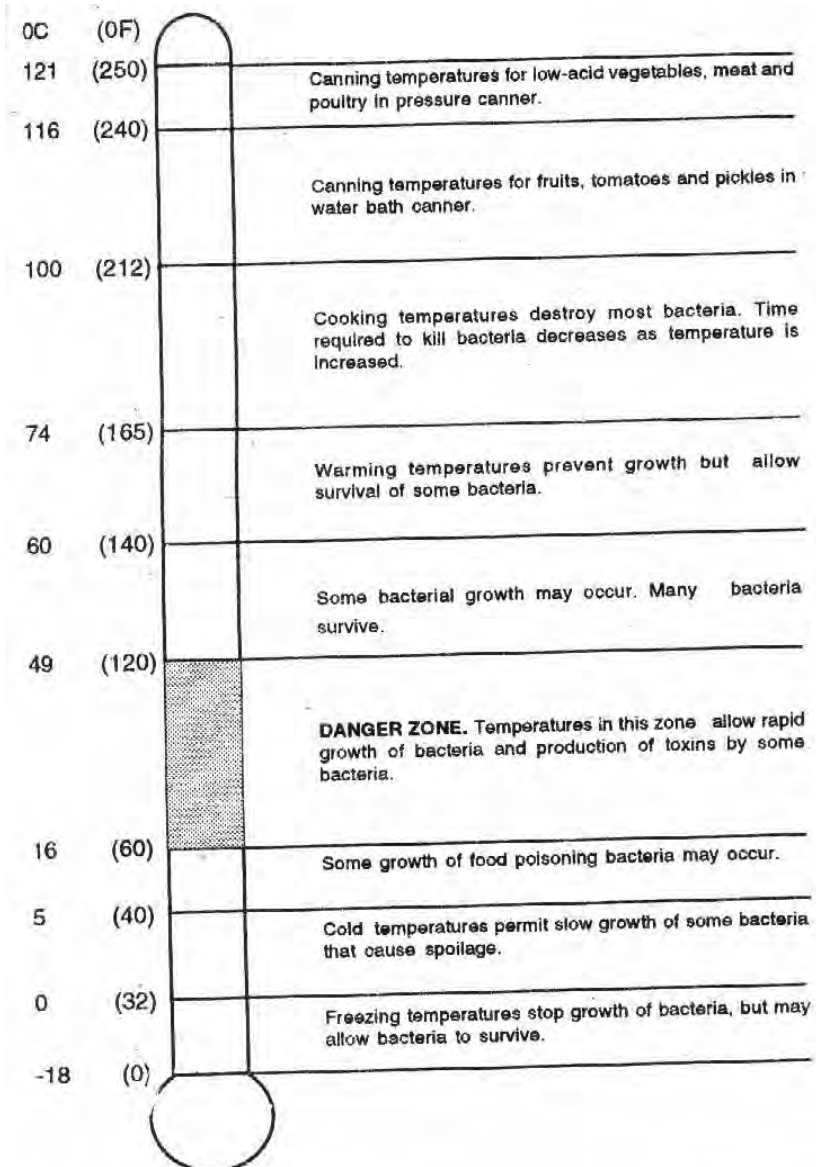 0C (0F)
121 (250)
Canning temperatures for low-acid vegetables, meat and
poultry in pressure canner.
116 (240)
Canning temperatures for fruits, tomatoes and pickles in
water bath canner.
100 (212)
Cooking temperatures destroy most bacteria. Time
required to kill bacteria decreases as temperature is
increased.
74 (165)
Warming temperatures prevent growth but allow
survival of some bacteria.
60 (140)
Some bacterial growth may occur. Many bacteria
survive.
49 (120)
DANGER ZONE. Temperatures in this zone allow rapid
growth of bacteria and production of toxins by some
bacteria.
16 (60)
Some growth of food poisoning bacteria may occur.
5 (40)
Cold temperatures permit slow growth of some bacteria
that cause spoilage.
0 (32)
Freezing temperatures stop growth of bacteria, but may
allow bacteria to survive.
-18 (0)